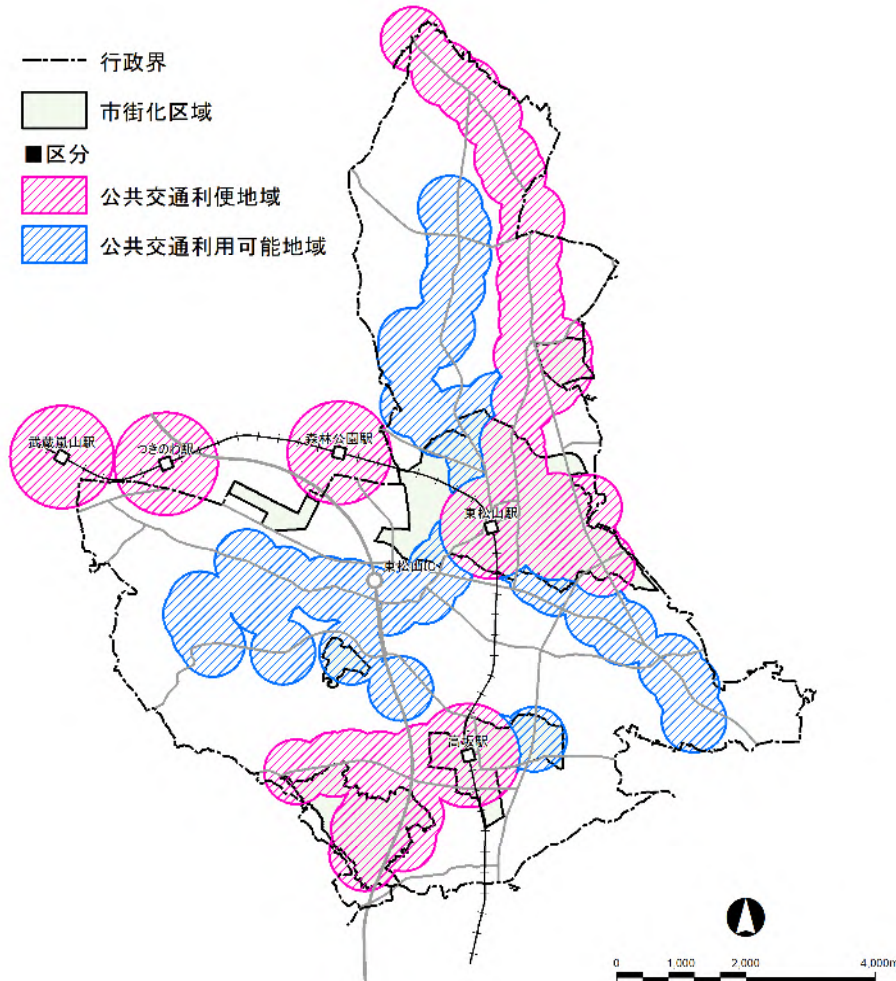 行政界
市街化区域
■区分
公共交通利便地域
公共交通利用可能地域
武蔵嵐山駅
つきのわ駅
森林公園駅
東松山駅
東松山IC
高坂駅
0 1,000 2,000 4,000m